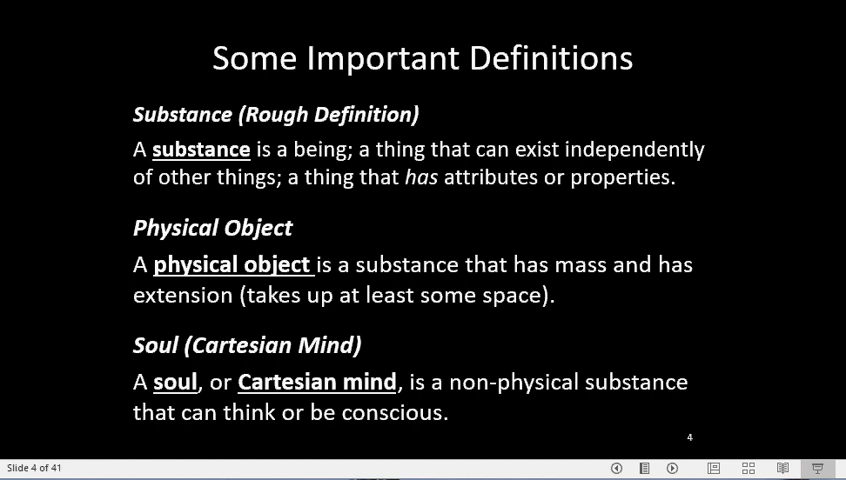 Some Important Definitions
Substance (Rough Definition)
A substance is a being; a thing that can exist independently
of other things; a thing that has attributes or properties.
Physical Object
A physical object is a substance that has mass and has
extension (takes up at least some space).
Soul (Cartesian Mind)
A soul, or Cartesian mind, is a non-physical substance
that can think or be conscious.
4
Slide 4 of 41